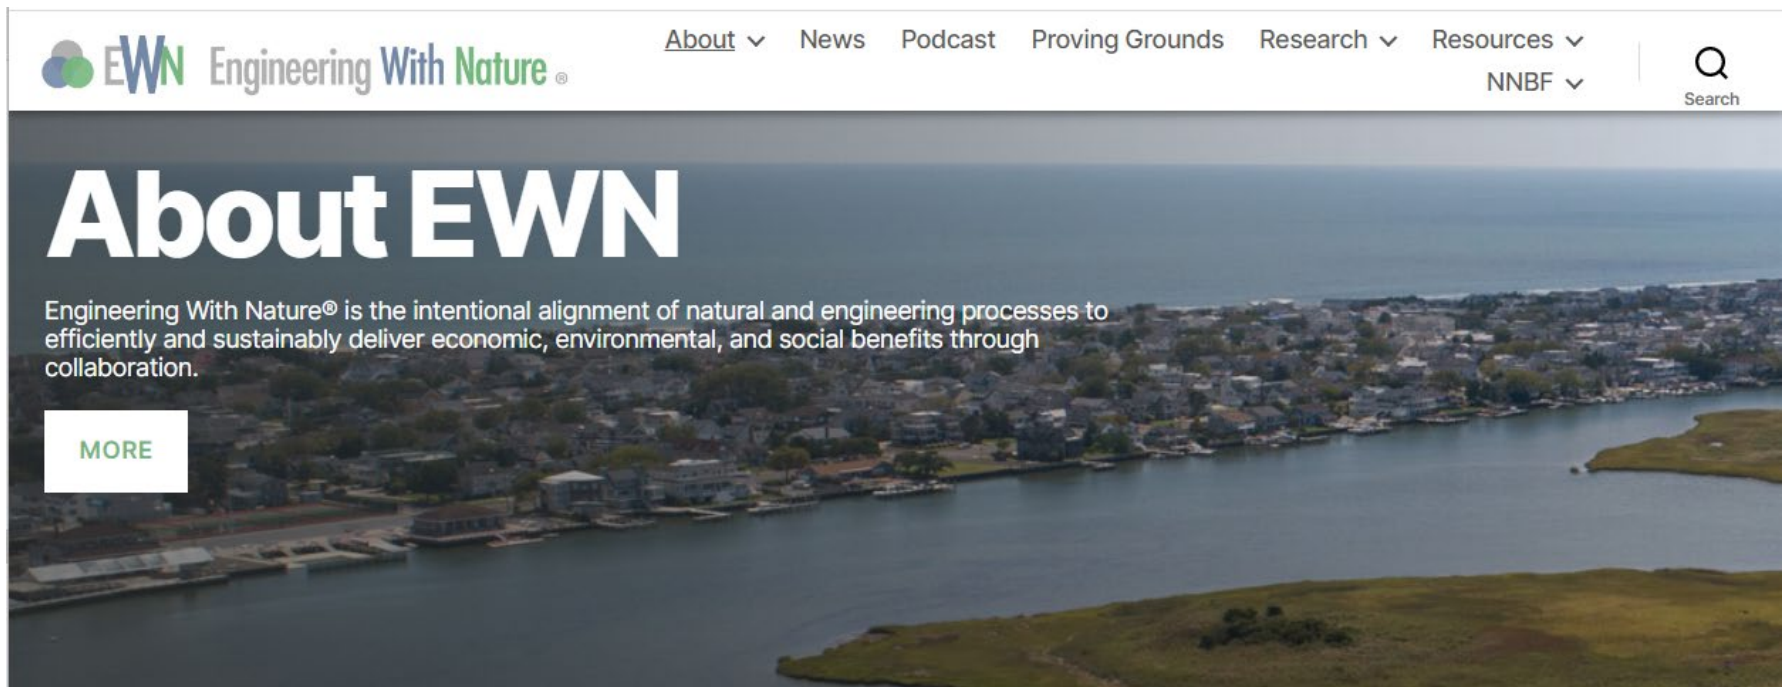 EWN Engineering With Nature ®
About News Podcast Proving Grounds Research Resources
NNBF
Search
About EWN
Engineering With Nature® is the intentional alignment of natural and engineering processes to
efficiently and sustainably deliver economic, environmental, and social benefits through
collaboration.
MORE